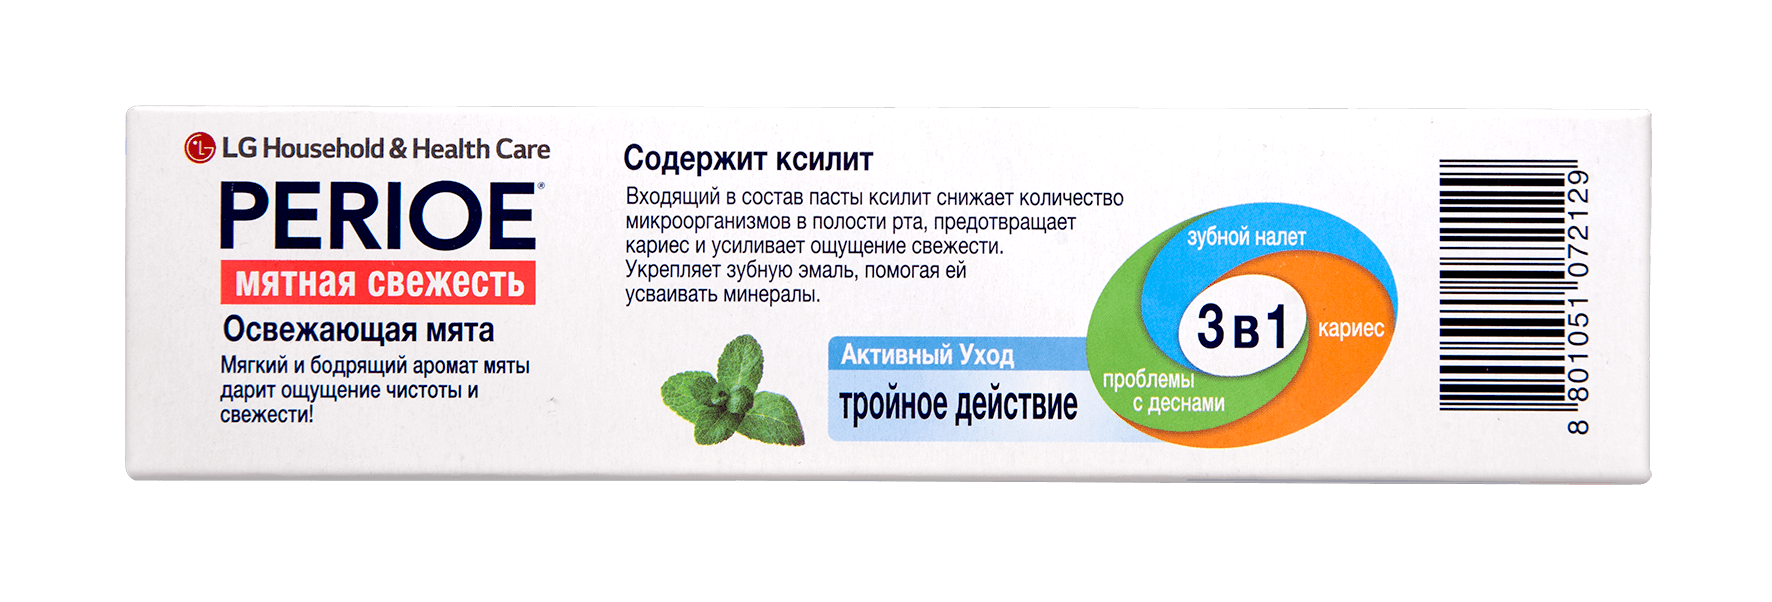 LG Household & Health Care
PERIOE®
мятная свежесть
Освежающая мята
Мягкий и бодрящий аромат мяты
дарит ощущение чистоты и
свежести!
Содержит ксилит
Входящий в состав пасты ксилит снижает количество
микроорганизмов в полости рта, предотвращает
кариес и усиливает ощущение свежести.
Укрепляет зубную эмаль, помогая ей
усваивать минералы.
Активный Уход
тройное действие
зубной налет
3 в 1
кариес
проблемы
с деснами
8 801051 072129